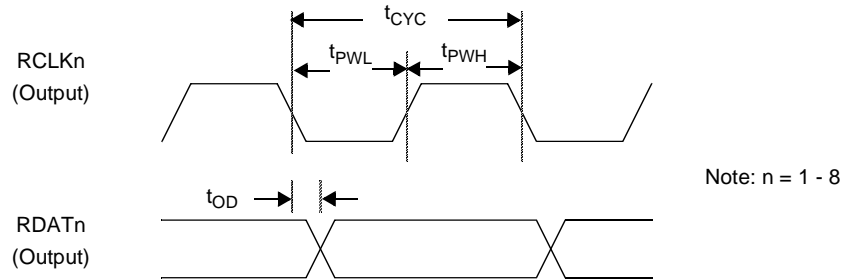 tCYC
tPWL
tPWH
RCLKn
(Output)
Note: n = 1 - 8
tOD
RDATn
(Output)